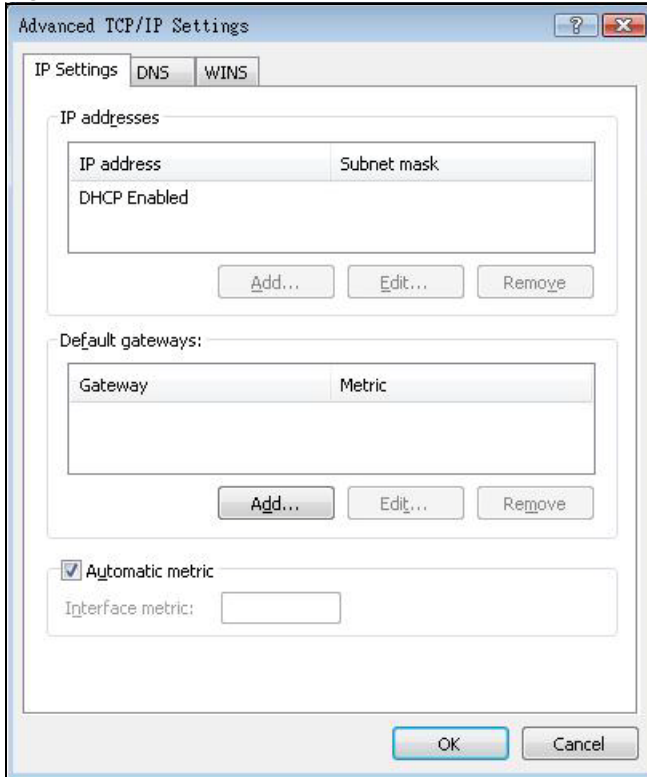 Advanced TCP/IP Settings
IP Settings DNS WINS
IP addresses
IP address Subnet mask
DHCP Enabled
Add... Edit... Remove
Default gateways:
Gateway Metric
Add... Edit... Remove
Automatic metric
Interface metric:
OK Cancel